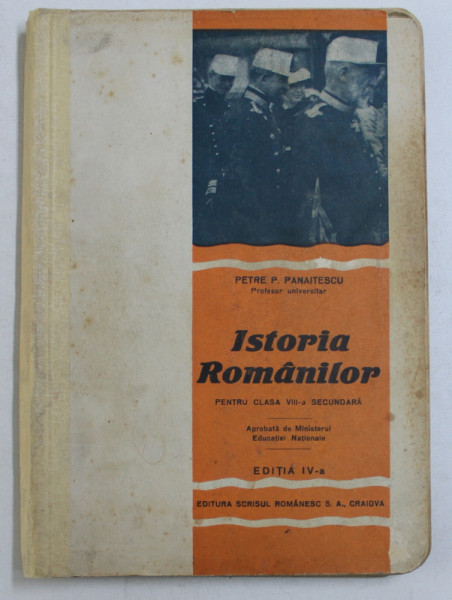 PETRE P. PANAITESCU
Profesor universitar
Istoria
Românilor
PENTRU CLASA VIII-a SECUNDARĂ
Aprobată de Ministerul
Educației Naționale
EDIȚIA IV-a
EDITURA SCRISUL ROMÂNESC S. A., CRAIOVA